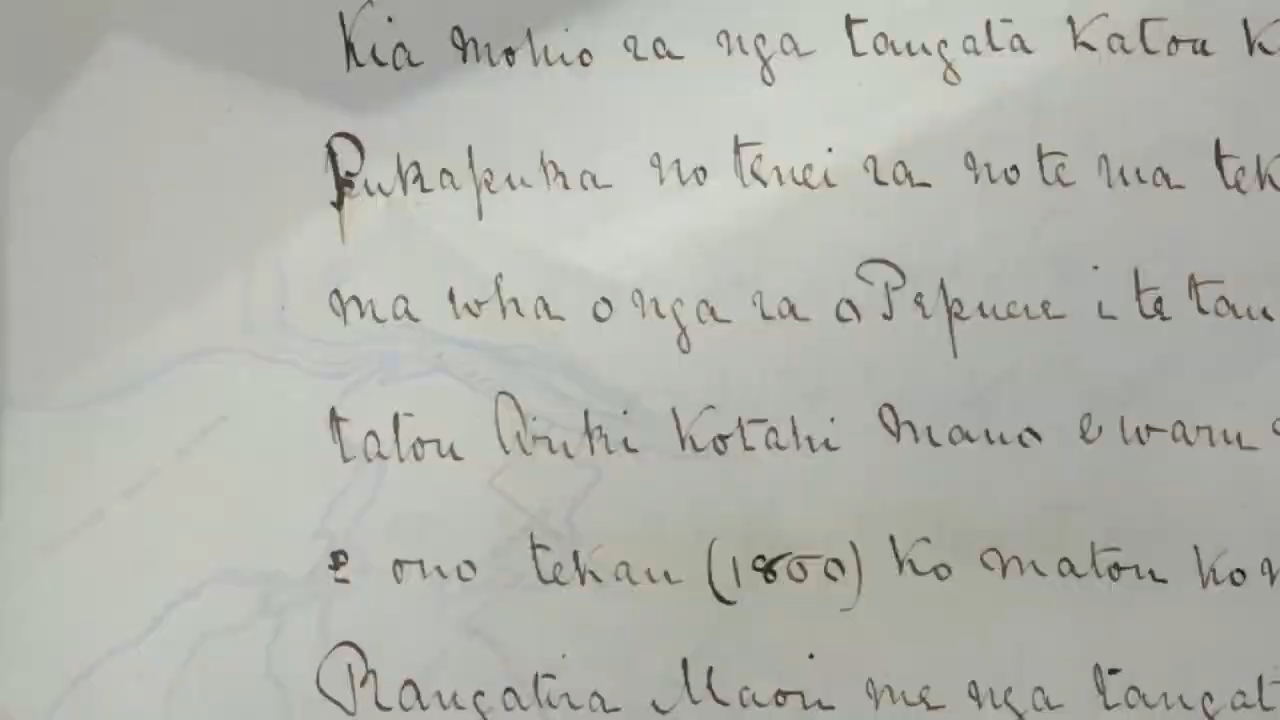 Kia mohio ra nga tangata Katoa K
Pukapuka no tenei ra no te ma tek
ma wha o nga ra o Pepuere i te tau
tatou Ariki Kotahi mano e waru
e ono tekau (1860) Ko matou ko n
Rangatira Maori me nga tangat